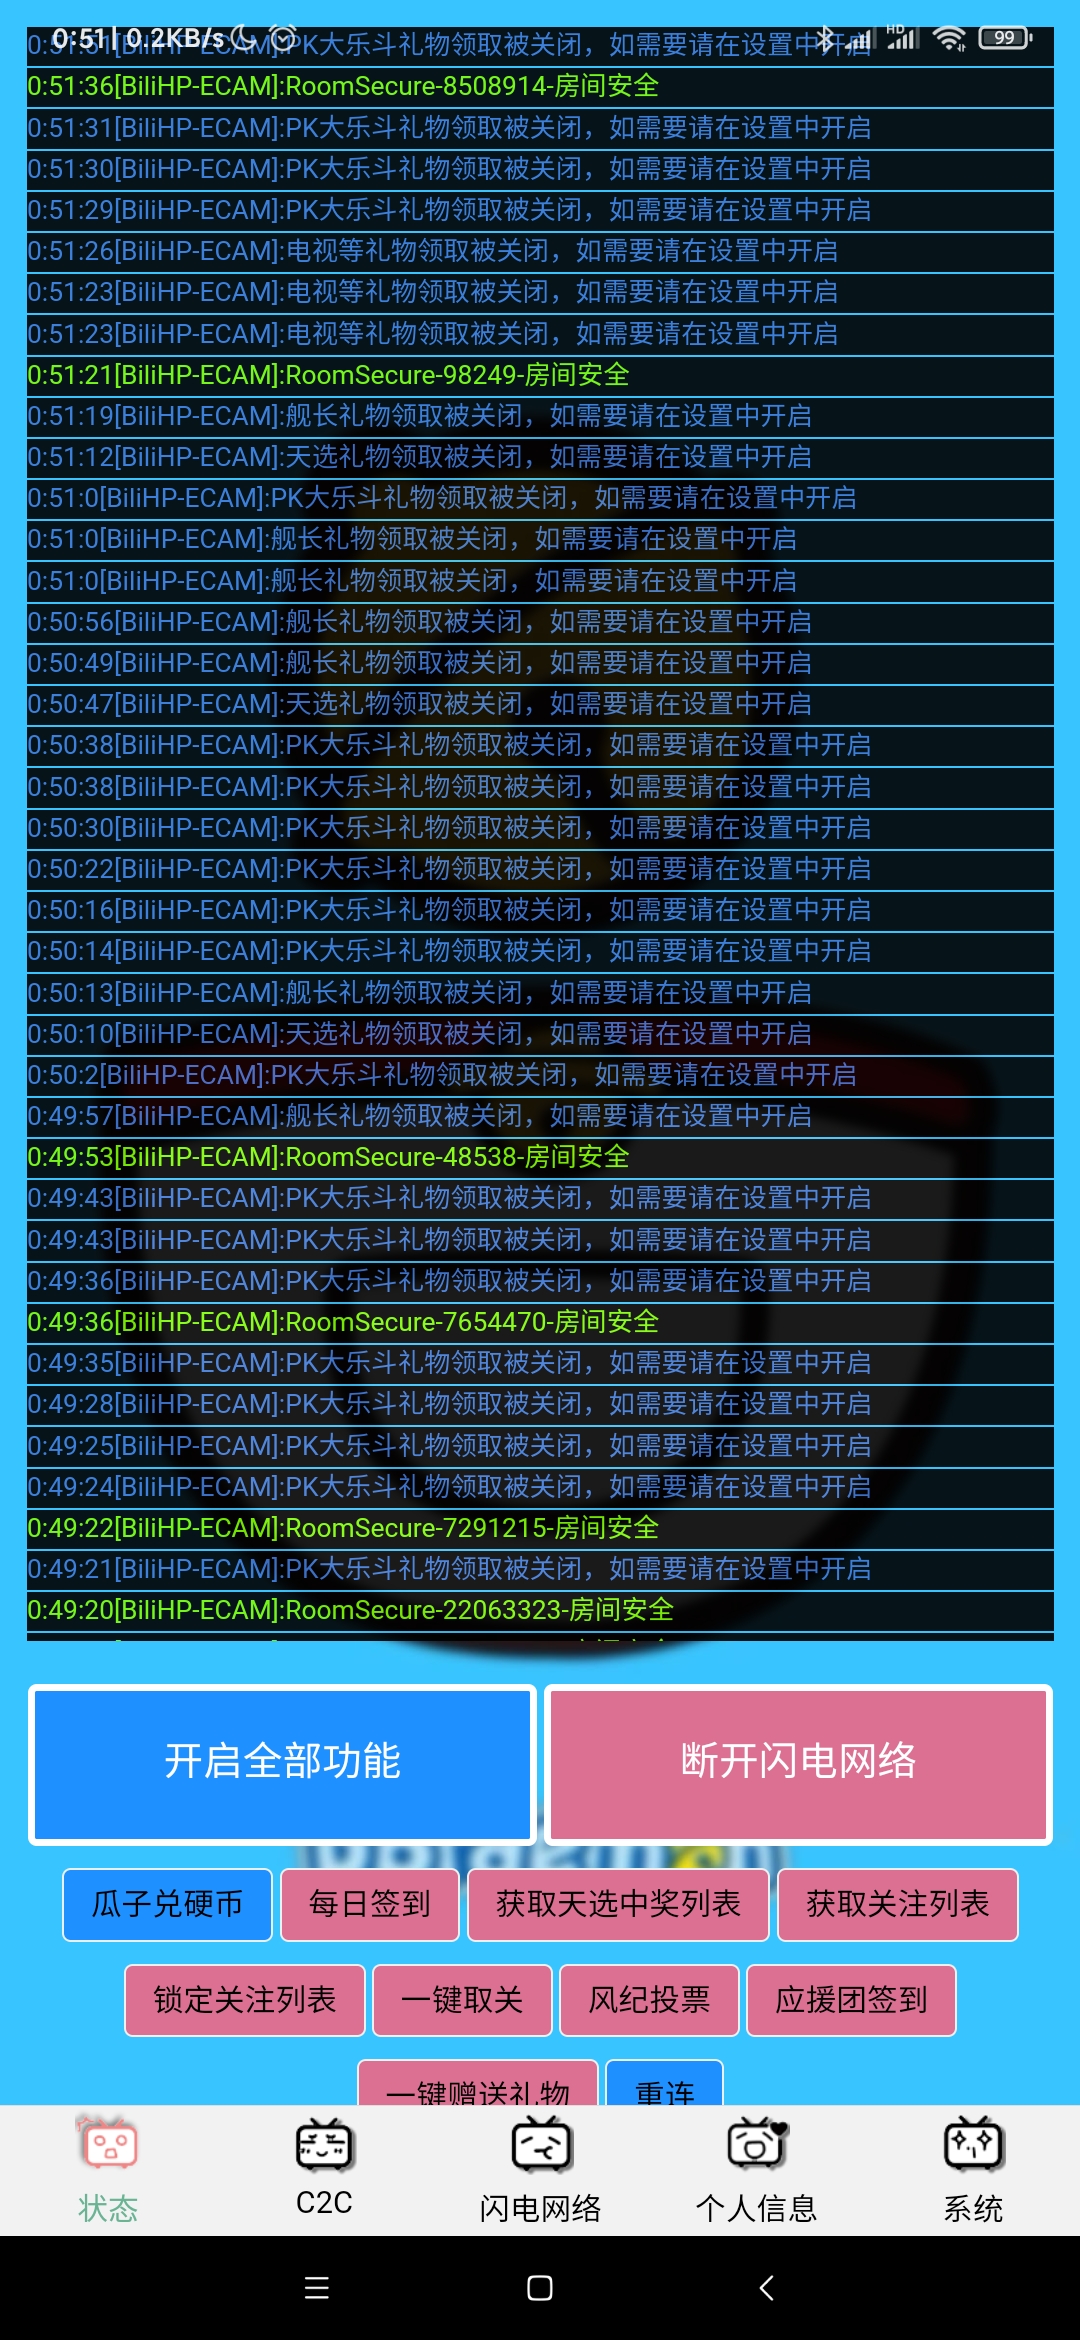 0:51 | 0.2KB/s HD 99
PK大乐斗礼物领取被关闭，如需要请在设置中开启
0:51:36[BiliHP-ECAM]:RoomSecure-8508914-房间安全
0:51:31[BiliHP-ECAM]:PK大乐斗礼物领取被关闭，如需要请在设置中开启
0:51:30[BiliHP-ECAM]:PK大乐斗礼物领取被关闭，如需要请在设置中开启
0:51:29[BiliHP-ECAM]:PK大乐斗礼物领取被关闭，如需要请在设置中开启
0:51:26[BiliHP-ECAM]:电视等礼物领取被关闭，如需要请在设置中开启
0:51:23[BiliHP-ECAM]:电视等礼物领取被关闭，如需要请在设置中开启
0:51:23[BiliHP-ECAM]:电视等礼物领取被关闭，如需要请在设置中开启
0:51:21[BiliHP-ECAM]:RoomSecure-98249-房间安全
0:51:19[BiliHP-ECAM]:舰长礼物领取被关闭，如需要请在设置中开启
0:51:12[BiliHP-ECAM]:天选礼物领取被关闭，如需要请在设置中开启
0:51:0[BiliHP-ECAM]:PK大乐斗礼物领取被关闭，如需要请在设置中开启
0:51:0[BiliHP-ECAM]:舰长礼物领取被关闭，如需要请在设置中开启
0:51:0[BiliHP-ECAM]:舰长礼物领取被关闭，如需要请在设置中开启
0:50:56[BiliHP-ECAM]:舰长礼物领取被关闭，如需要请在设置中开启
0:50:49[BiliHP-ECAM]:舰长礼物领取被关闭，如需要请在设置中开启
0:50:47[BiliHP-ECAM]:天选礼物领取被关闭，如需要请在设置中开启
0:50:38[BiliHP-ECAM]:PK大乐斗礼物领取被关闭，如需要请在设置中开启
0:50:38[BiliHP-ECAM]:PK大乐斗礼物领取被关闭，如需要请在设置中开启
0:50:30[BiliHP-ECAM]:PK大乐斗礼物领取被关闭，如需要请在设置中开启
0:50:22[BiliHP-ECAM]:PK大乐斗礼物领取被关闭，如需要请在设置中开启
0:50:16[BiliHP-ECAM]:PK大乐斗礼物领取被关闭，如需要请在设置中开启
0:50:14[BiliHP-ECAM]:PK大乐斗礼物领取被关闭，如需要请在设置中开启
0:50:13[BiliHP-ECAM]:舰长礼物领取被关闭，如需要请在设置中开启
0:50:10[BiliHP-ECAM]:天选礼物领取被关闭，如需要请在设置中开启
0:50:2[BiliHP-ECAM]:PK大乐斗礼物领取被关闭，如需要请在设置中开启
0:49:57[BiliHP-ECAM]:舰长礼物领取被关闭，如需要请在设置中开启
0:49:53[BiliHP-ECAM]:RoomSecure-48538-房间安全
0:49:43[BiliHP-ECAM]:PK大乐斗礼物领取被关闭，如需要请在设置中开启
0:49:43[BiliHP-ECAM]:PK大乐斗礼物领取被关闭，如需要请在设置中开启
0:49:36[BiliHP-ECAM]:PK大乐斗礼物领取被关闭，如需要请在设置中开启
0:49:36[BiliHP-ECAM]:RoomSecure-7654470-房间安全
0:49:35[BiliHP-ECAM]:PK大乐斗礼物领取被关闭，如需要请在设置中开启
0:49:28[BiliHP-ECAM]:PK大乐斗礼物领取被关闭，如需要请在设置中开启
0:49:25[BiliHP-ECAM]:PK大乐斗礼物领取被关闭，如需要请在设置中开启
0:49:24[BiliHP-ECAM]:PK大乐斗礼物领取被关闭，如需要请在设置中开启
0:49:22[BiliHP-ECAM]:RoomSecure-7291215-房间安全
0:49:21[BiliHP-ECAM]:PK大乐斗礼物领取被关闭，如需要请在设置中开启
0:49:20[BiliHP-ECAM]:RoomSecure-22063323-房间安全
开启全部功能 断开闪电网络
瓜子兑硬币 每日签到 获取天选中奖列表 获取关注列表
锁定关注列表 一键取关 风纪投票 应援团签到
一键赠送礼物 重连
状态 C2C 闪电网络 个人信息 系统